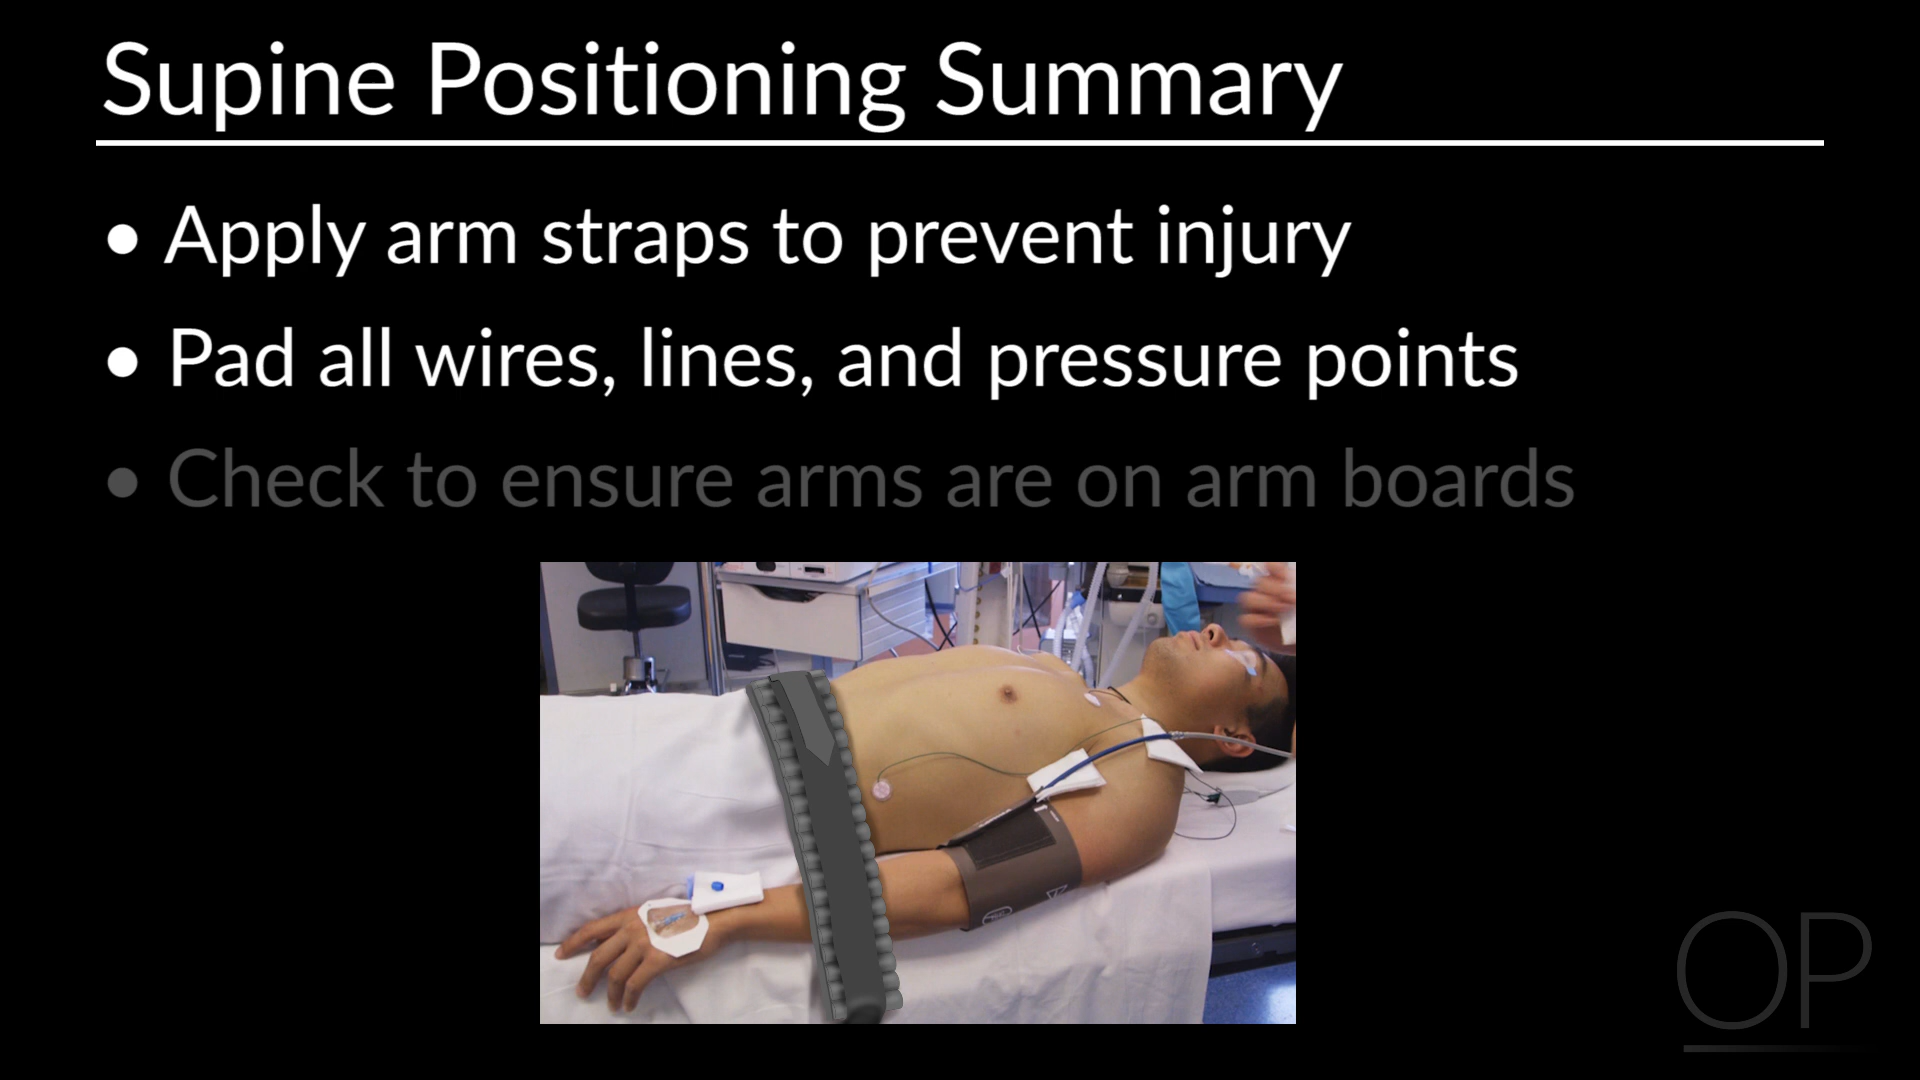 Supine Positioning Summary
• Apply arm straps to prevent injury
• Pad all wires, lines, and pressure points
• Check to ensure arms are on arm boards
OP